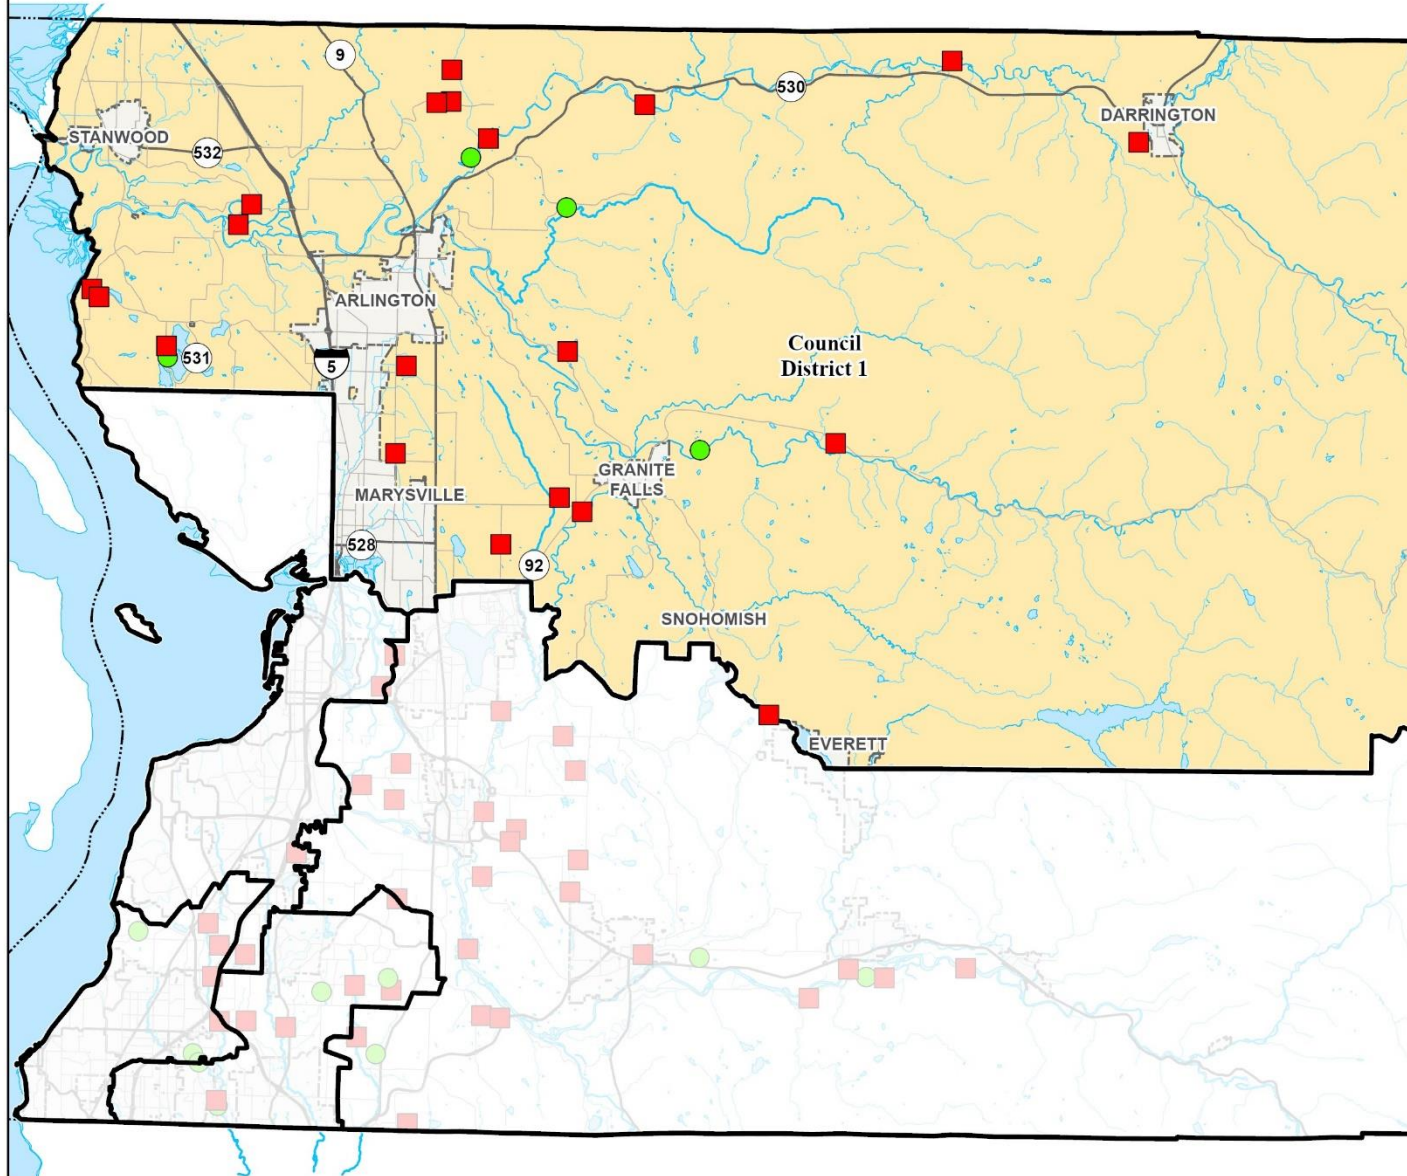 9
530
STANWOOD
DARRINGTON
532
ARLINGTON
Council
District 1
531
5
GRANITE
FALLS
MARYSVILLE
528
92
SNOHOMISH
EVERETT